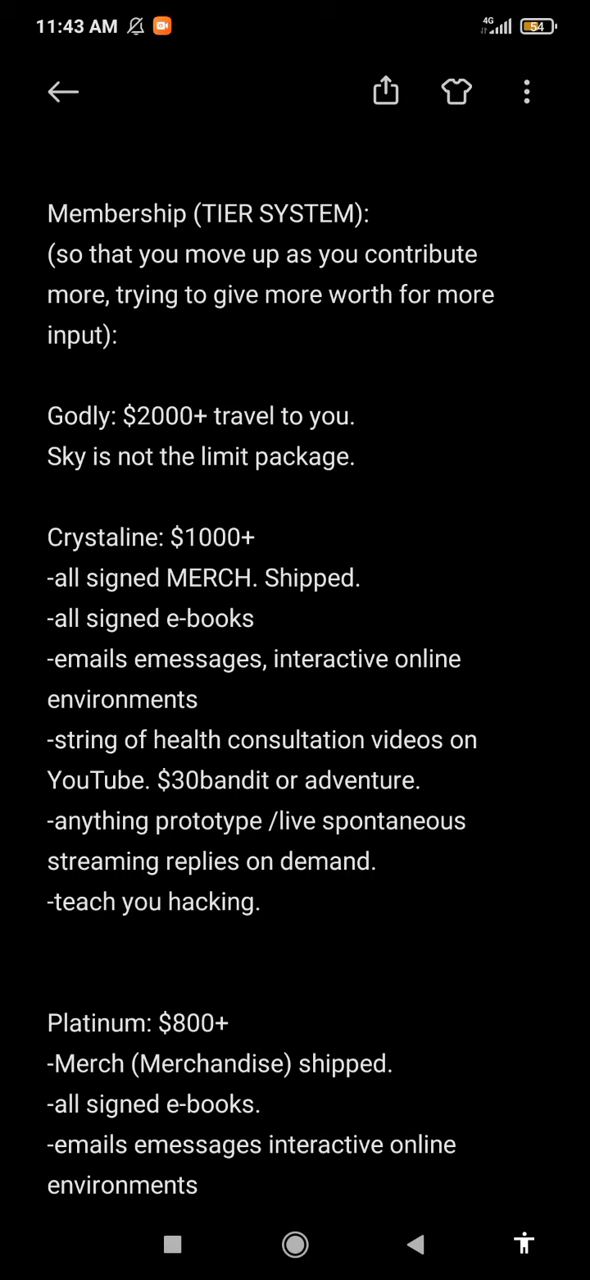 11:43 AM
4G
54
Membership (TIER SYSTEM):
(so that you move up as you contribute
more, trying to give more worth for more
input):
Godly: $2000+ travel to you.
Sky is not the limit package.
Crystaline: $1000+
-all signed MERCH. Shipped.
-all signed e-books
-emails emessages, interactive online
environments
-string of health consultation videos on
YouTube. $30bandit or adventure.
-anything prototype /live spontaneous
streaming replies on demand.
-teach you hacking.
Platinum: $800+
-Merch (Merchandise) shipped.
-all signed e-books.
-emails emessages interactive online
environments